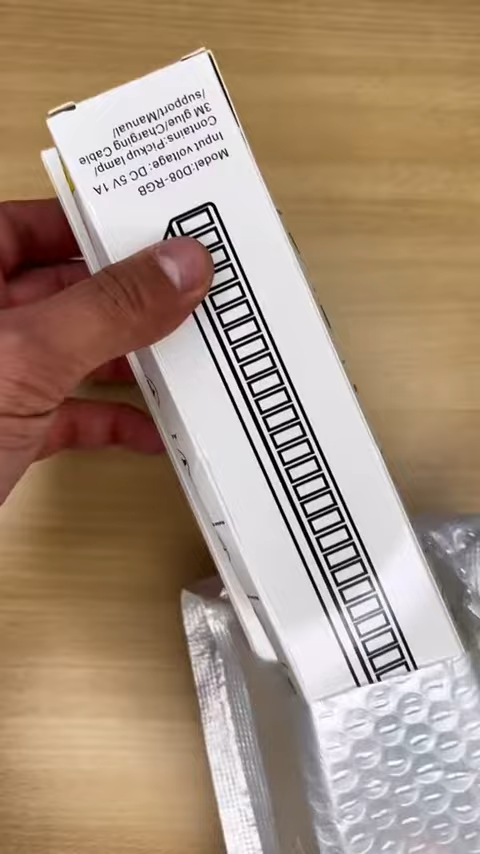 Model:D08-RGB
Input voltage: DC 5V 1A
Contains:Pickup lamp/
3M glue/Charging Cable
/support/Manual/